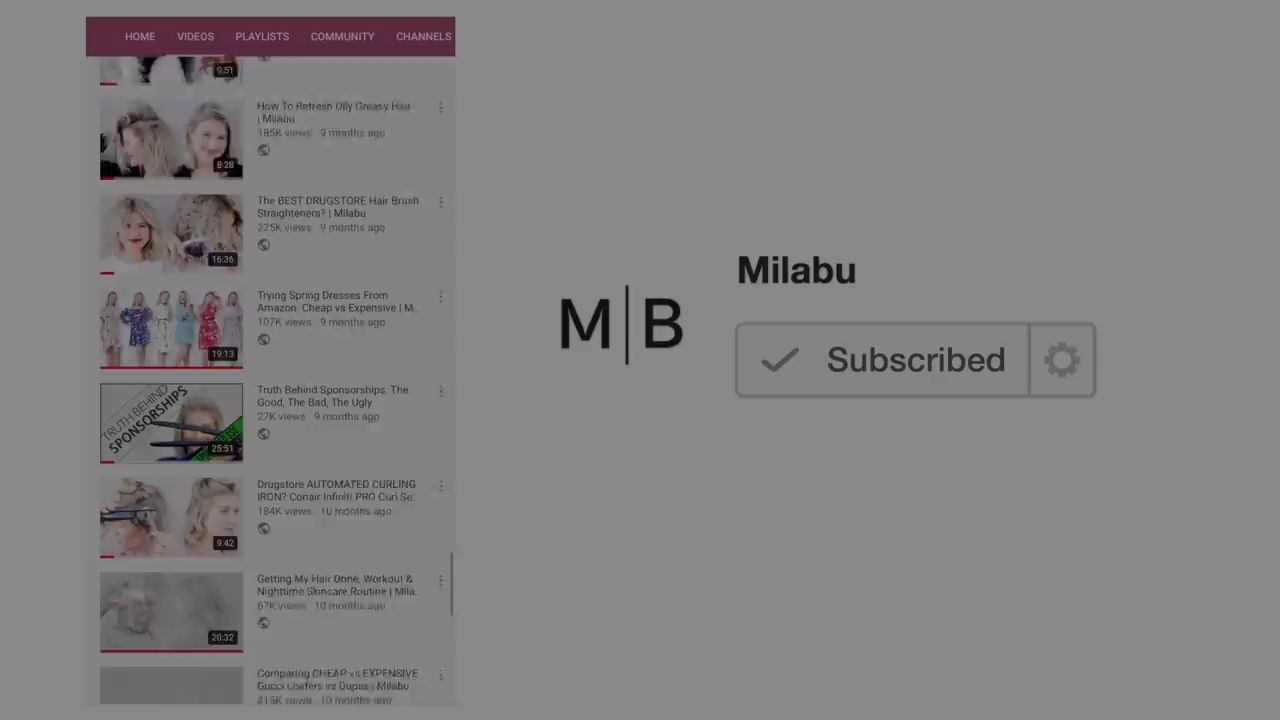 HOME VIDEOS PLAYLISTS COMMUNITY CHANNELS
9:51
How To Refresh Oily Greasy Hair
| Milabu
185K views 9 months ago
8:28
The BEST DRUGSTORE Hair Brush
Straighteners? | Milabu
225K views 9 months ago
16:36
Trying Spring Dresses From
Amazon: Cheap vs Expensive | M...
107K views 9 months ago
19:13
Truth Behind Sponsorships: The
Good, The Bad, The Ugly
27K views 9 months ago
TRUTH BEHIND
SPONSORSHIPS
25:51
Drugstore AUTOMATED CURLING
IRON? Conair Infiniti PRO Curl Se...
184K views 10 months ago
9:42
Getting My Hair Done, Workout &
Nighttime Skincare Routine | Mila...
67K views 10 months ago
20:32
Comparing CHEAP vs EXPENSIVE
Gucci Loafers vs Dupes | Milabu
215K views 10 months ago
M|B
Milabu
Subscribed